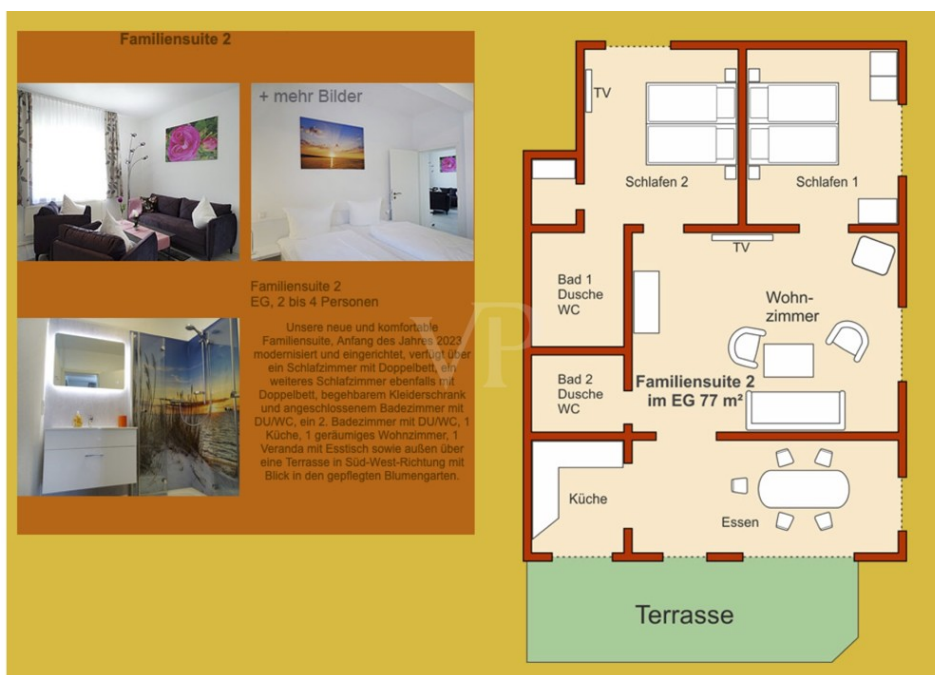 Familiensuite 2
+ mehr Bilder
Familiensuite 2
EG, 2 bis 4 Personen
Unsere neue und komfortable
Familiensuite, Anfang des Jahres 2023
modernisiert und eingerichtet, verfügt über
ein Schlafzimmer mit Doppelbett, ein
weiteres Schlafzimmer ebenfalls mit
Doppelbett, begehbarem Kleiderschrank
und angeschlossenem Badezimmer mit
DU/WC, ein 2. Badezimmer mit DU/WC, 1
Küche, 1 geräumiges Wohnzimmer, 1
Veranda mit Esstisch sowie außen über
eine Terrasse in Süd-West-Richtung mit
Blick in den gepflegten Blumengarten.
VP
TV
Schlafen 2
Schlafen 1
TV
Bad 1
Dusche
WC
Wohn-
zimmer
Bad 2
Dusche
WC
Familiensuite 2
im EG 77 m²
Küche
Essen
Terrasse